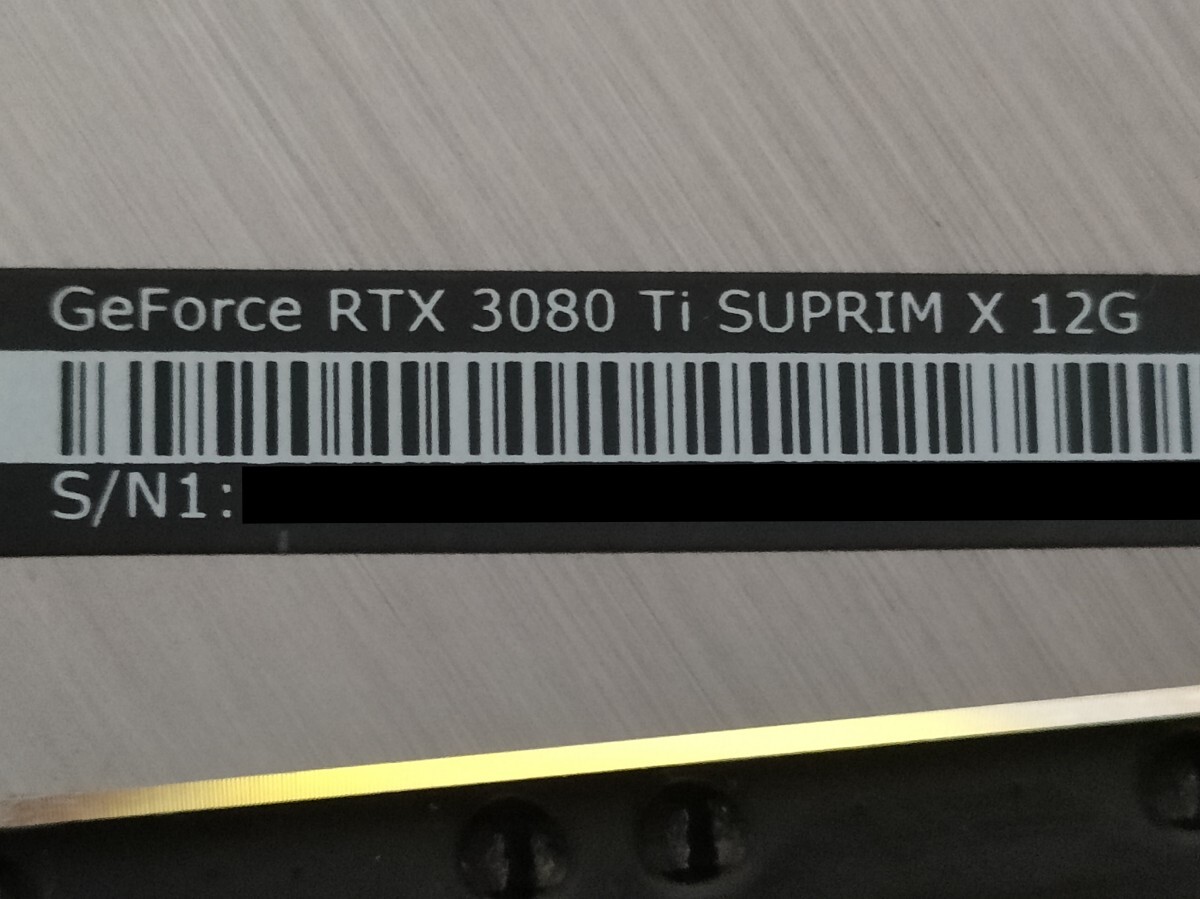 GeForce RTX 3080 Ti SUPRIM X 12G
S/N1: